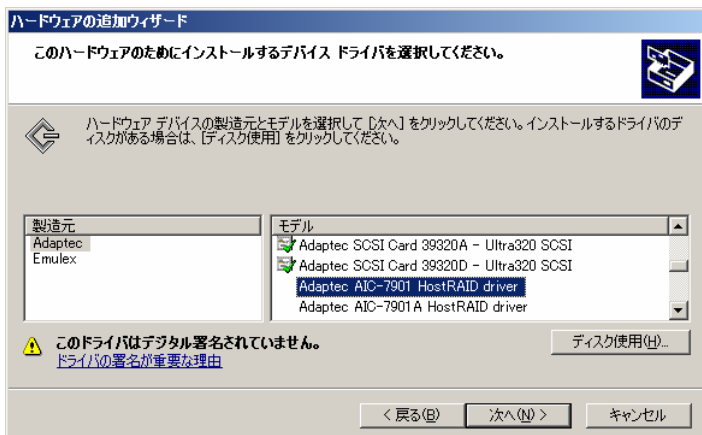 ハードウェアの追加ウィザード
このハードウェアのためにインストールするデバイス ドライバを選択してください。
ハードウェア デバイスの製造元とモデルを選択して [次へ] をクリックしてください。インストールするドライバのデ
ィスクがある場合は、[ディスク使用] をクリックしてください。
製造元
Adaptec
Emulex
モデル
Adaptec SCSI Card 39320A - Ultra320 SCSI
Adaptec SCSI Card 39320D - Ultra320 SCSI
Adaptec AIC-7901 HostRAID driver
Adaptec AIC-7901A HostRAID driver
このドライバはデジタル署名されていません。
ドライバの署名が重要な理由
ディスク使用(H)...
< 戻る(B)
次へ(N) >
キャンセル